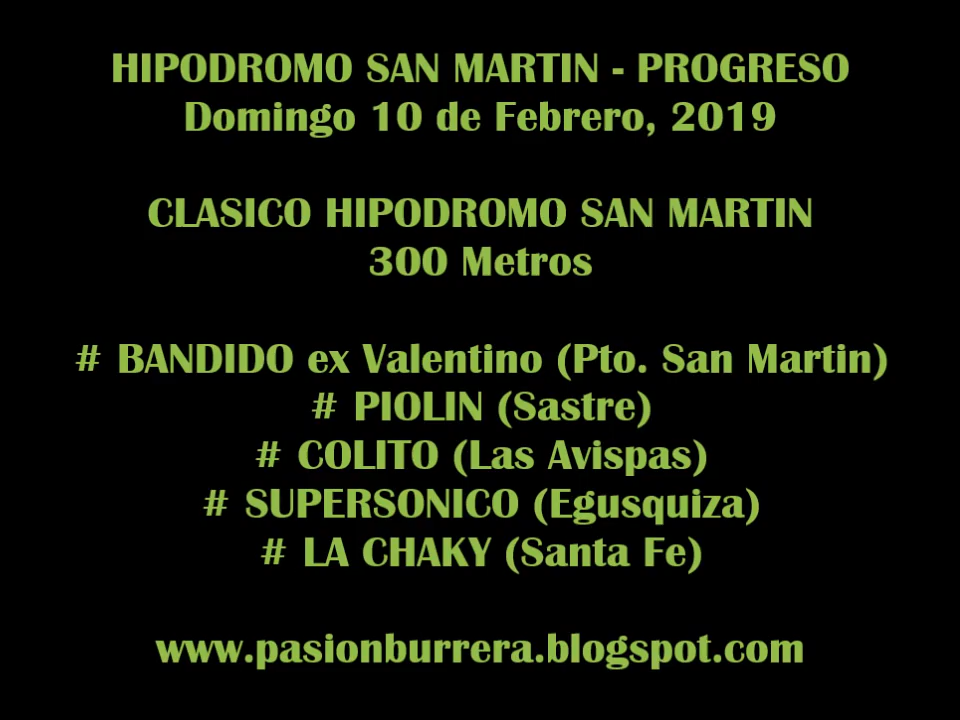 HIPODROMO SAN MARTIN - PROGRESO
Domingo 10 de Febrero, 2019
CLASICO HIPODROMO SAN MARTIN
300 Metros
# BANDIDO ex Valentino (Pto. San Martin)
# PIOLIN (Sastre)
# COLITO (Las Avispas)
# SUPERSONICO (Egusquiza)
# LA CHAKY (Santa Fe)
www.pasionburrera.blogspot.com